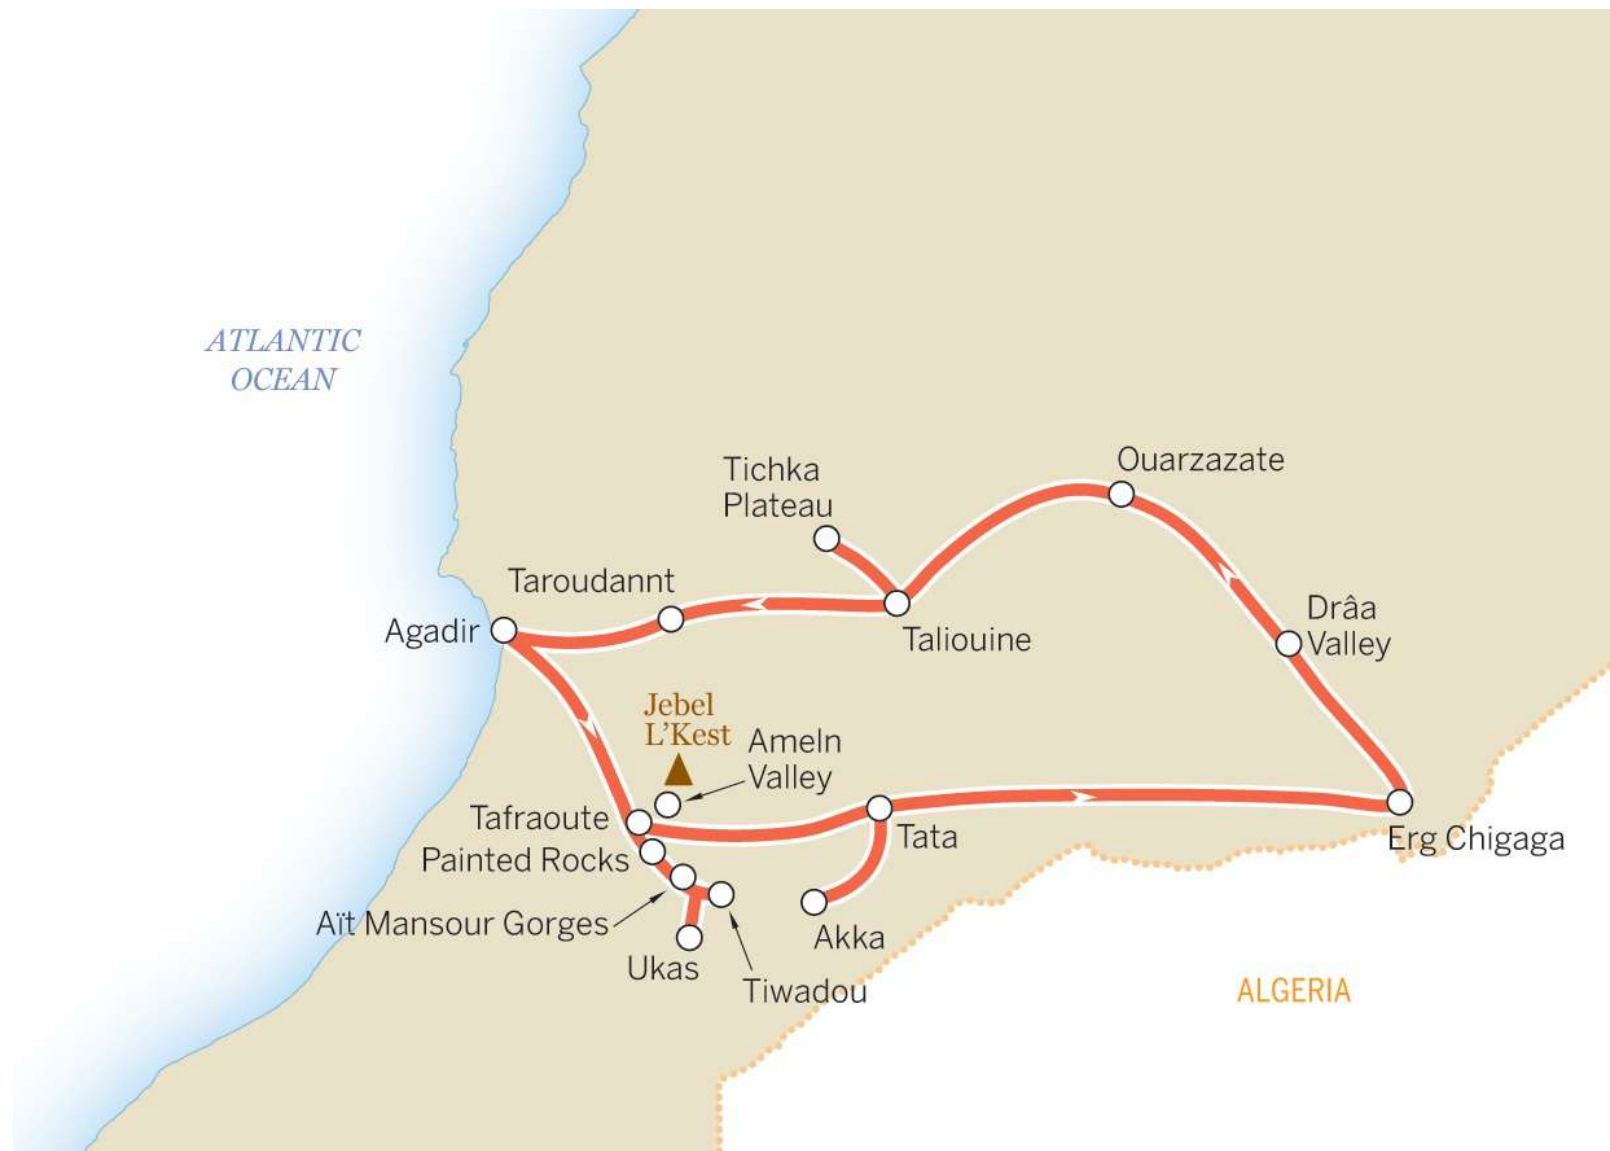 ATLANTIC
OCEAN
Ouarzazate
Tichka
Plateau
Taroudannt
Drâa
Valley
Agadir
Taliouine
Jebel
L’Kest
Ameln
Valley
Tafraoute
Tata
Erg Chigaga
Painted Rocks
Aït Mansour Gorges
Akka
Ukas
Tiwadou
ALGERIA